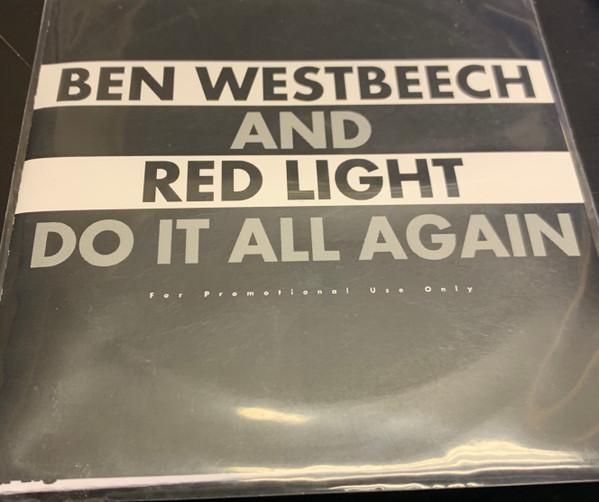 BEN WESTBEECH
AND
RED LIGHT
DO IT ALL AGAIN
For Promotional Use Only